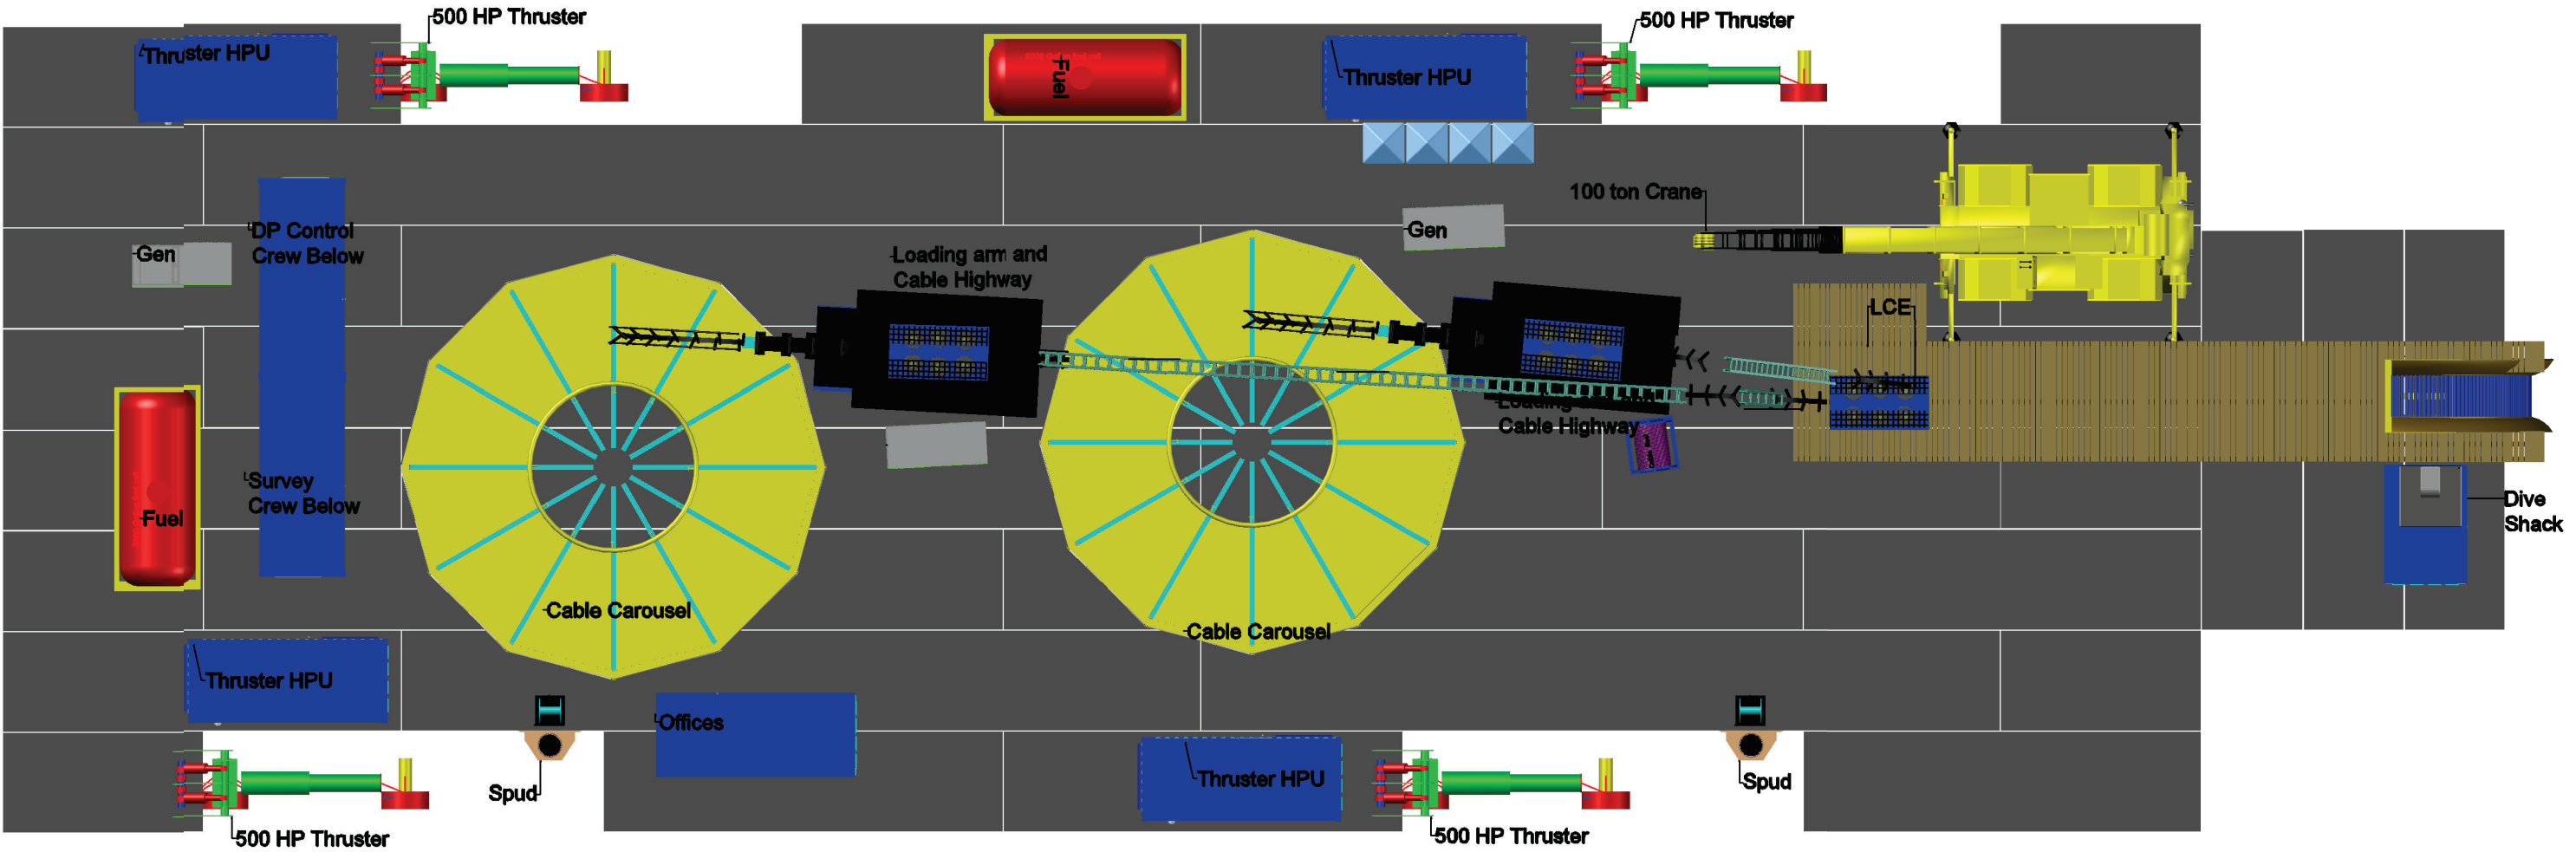 500 HP Thruster
500 HP Thruster
Thruster HPU
Fuel
Thruster HPU
100 ton Crane
DP Control
Crew Below
Gen
Gen
Loading arm and
Cable Highway
LCE
Loading
Cable Highway
Survey
Crew Below
Fuel
Dive
Shack
Cable Carousel
Cable Carousel
Thruster HPU
Offices
Thruster HPU
Spud
Spud
500 HP Thruster
500 HP Thruster